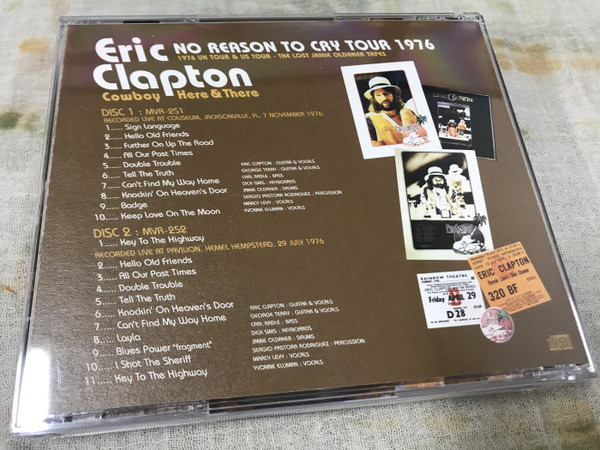 Eric Clapton
NO REASON TO CRY TOUR 1976
1976 UK TOUR & US TOUR - THE LOST JAMIE OLDAKER TAPES
Cowboy Here & There
DISC 1 : MVR-251
RECORDED LIVE AT COLISEUM, JACKSONVILLE, FL. 7 NOVEMBER 1976
1..... Sign Language
2..... Hello Old Friends
3..... Further On Up The Road
4..... All Our Past Times
5..... Double Trouble
6..... Tell The Truth
7..... Can't Find My Way Home
8..... Knockin' On Heaven's Door
9..... Badge
10..... Keep Love On The Moon
ERIC CLAPTON : GUITAR & VOCALS
GEORGE TERRY : GUITAR & VOCALS
CARL RADLE : BASS
DICK SIMS : KEYBOARDS
JAMIE OLDAKER : DRUMS
SERGIO PASTORA RODRIGUEZ : PERCUSSION
MARCY LEVY : VOCALS
YVONNE ELLIMAN : VOCALS
DISC 2 : MVR-252
1..... Key To The Highway
RECORDED LIVE AT PAVILION, HEMEL HEMPSTERD, 29 JULY 1976
2..... Hello Old Friends
3..... All Our Past Times
4..... Double Trouble
5..... Tell The Truth
6..... Knockin' On Heaven's Door
7..... Can't Find My Way Home
8..... Layla
9..... Blues Power "fragment"
10..... I Shot The Sheriff
11..... Key To The Highway
ERIC CLAPTON : GUITAR & VOCALS
GEORGE TERRY : GUITAR & VOCALS
CARL RADLE : BASS
DICK SIMS : KEYBOARDS
JAMIE OLDAKER : DRUMS
SERGIO PASTORA RODRIGUEZ : PERCUSSION
MARCY LEVY : VOCALS
YVONNE ELLIMAN : VOCALS
RAINBOW THEATRE
Friday APRIL 29
D 28
ERIC CLAPTON
320 BF